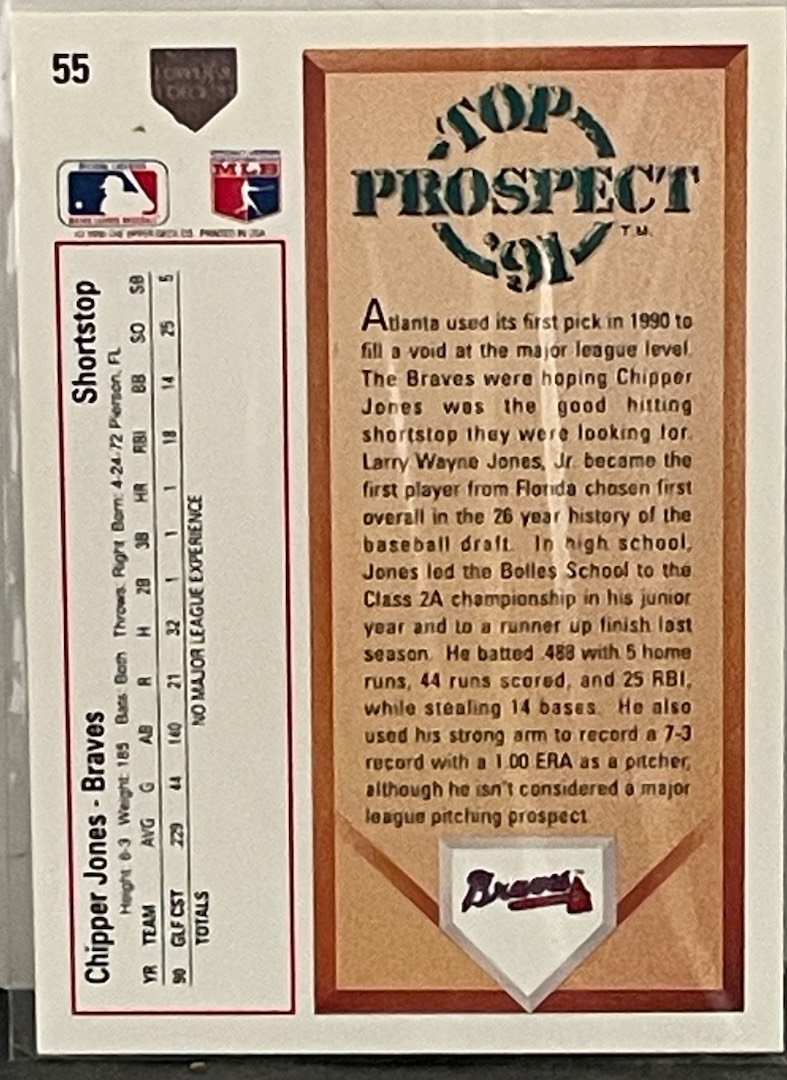 55
UPPER DECK
MLB
© 1990 THE UPPER DECK CO. PRINTED IN USA
Chipper Jones - Braves Shortstop
Height: 6-3 Weight: 185 Bats: Both Throws: Right Born: 4-24-72 Pierson, FL
YR TEAM AVG G AB R H 2B 3B HR RBI BB SO SB
90 GLF CST 229 44 140 21 32 1 1 1 18 14 25 5
TOTALS NO MAJOR LEAGUE EXPERIENCE
TOP
PROSPECT
'91
T.M.
Atlanta used its first pick in 1990 to
fill a void at the major league level.
The Braves were hoping Chipper
Jones was the good hitting
shortstop they were looking for.
Larry Wayne Jones, Jr. became the
first player from Florida chosen first
overall in the 26 year history of the
baseball draft. In high school,
Jones led the Bolles School to the
Class 2A championship in his junior
year and to a runner up finish last
season. He batted .488 with 5 home
runs, 44 runs scored, and 25 RBI,
while stealing 14 bases. He also
used his strong arm to record a 7-3
record with a 1.00 ERA as a pitcher,
although he isn't considered a major
league pitching prospect.
Braves